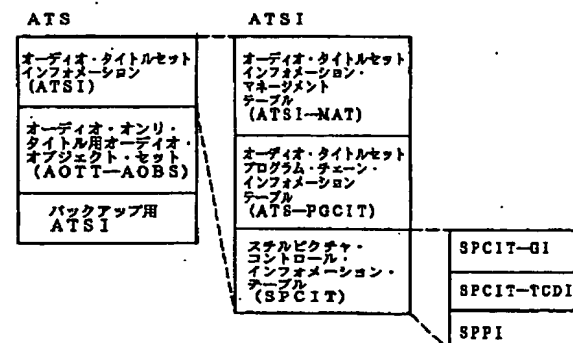 ATS
オーディオ・タイトルセット
インフォメーション
(ATSI)
オーディオ・オンリ・
タイトル用オーディオ・
オブジェクト・セット
(AOTT—AOBS)
バックアップ用
ATSI
ATSI
オーディオ・タイトルセット
インフォメーション・
マネージメント
テーブル
(ATSI—MAT)
オーディオ・タイトルセット
プログラム・チェーン・
インフォメーション
テーブル
(ATS—PGCIT)
スチルピクチャ・
コントロール・
インフォメーション・
テーブル
(SPCIT)
SPCIT—GI
SPCIT—TCDI
SPPI